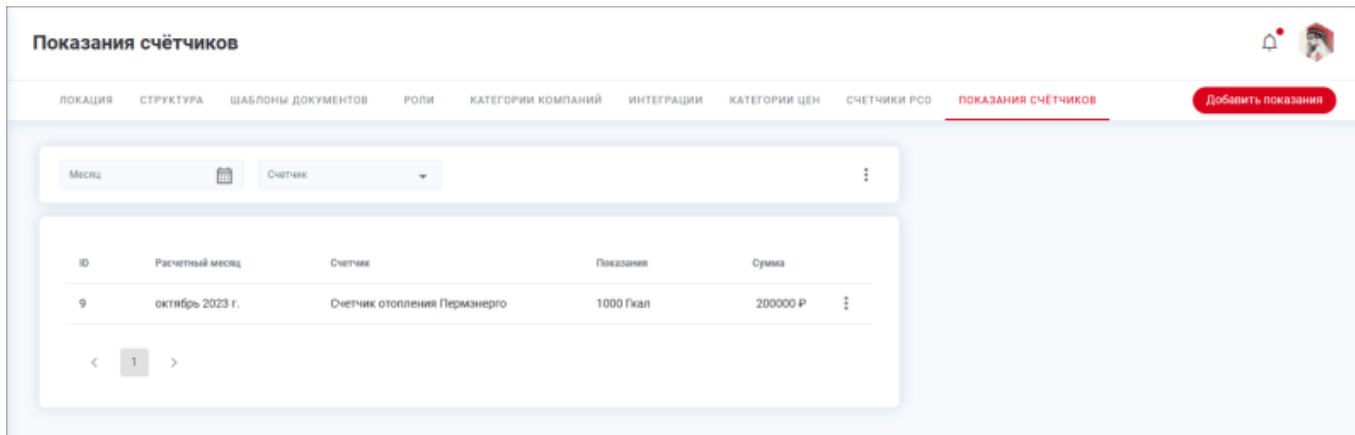 Показания счётчиков
ЛОКАЦИЯ СТРУКТУРА ШАБЛОНЫ ДОКУМЕНТОВ РОЛИ КАТЕГОРИИ КОМПАНИЙ ИНТЕГРАЦИИ КАТЕГОРИИ ЦЕН СЧЕТЧИКИ РСО ПОКАЗАНИЯ СЧЁТЧИКОВ Добавить показания
Месяц Счетчик
ID Расчетный месяц Счетчик Показания Сумма
9 октябрь 2023 г. Счетчик отопления Пермэнерго 1000 Гкал 200000 ₽
< 1 >